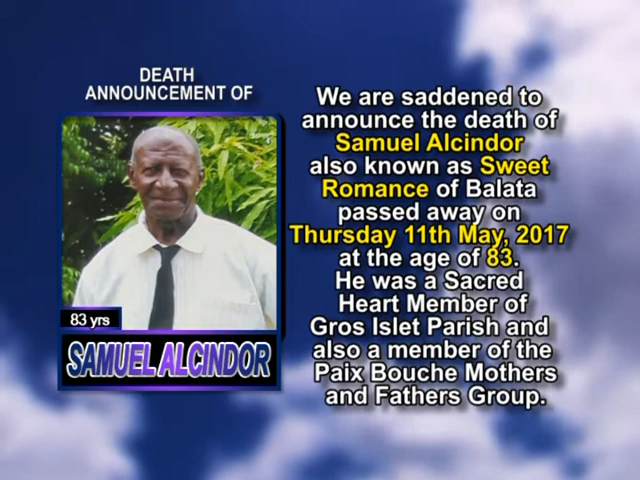 DEATH
ANNOUNCEMENT OF
83 yrs
SAMUEL ALCINDOR
We are saddened to
announce the death of
Samuel Alcindor
also known as Sweet
Romance of Balata
passed away on
Thursday 11th May, 2017
at the age of 83.
He was a Sacred
Heart Member of
Gros Islet Parish and
also a member of the
Paix Bouche Mothers
and Fathers Group.